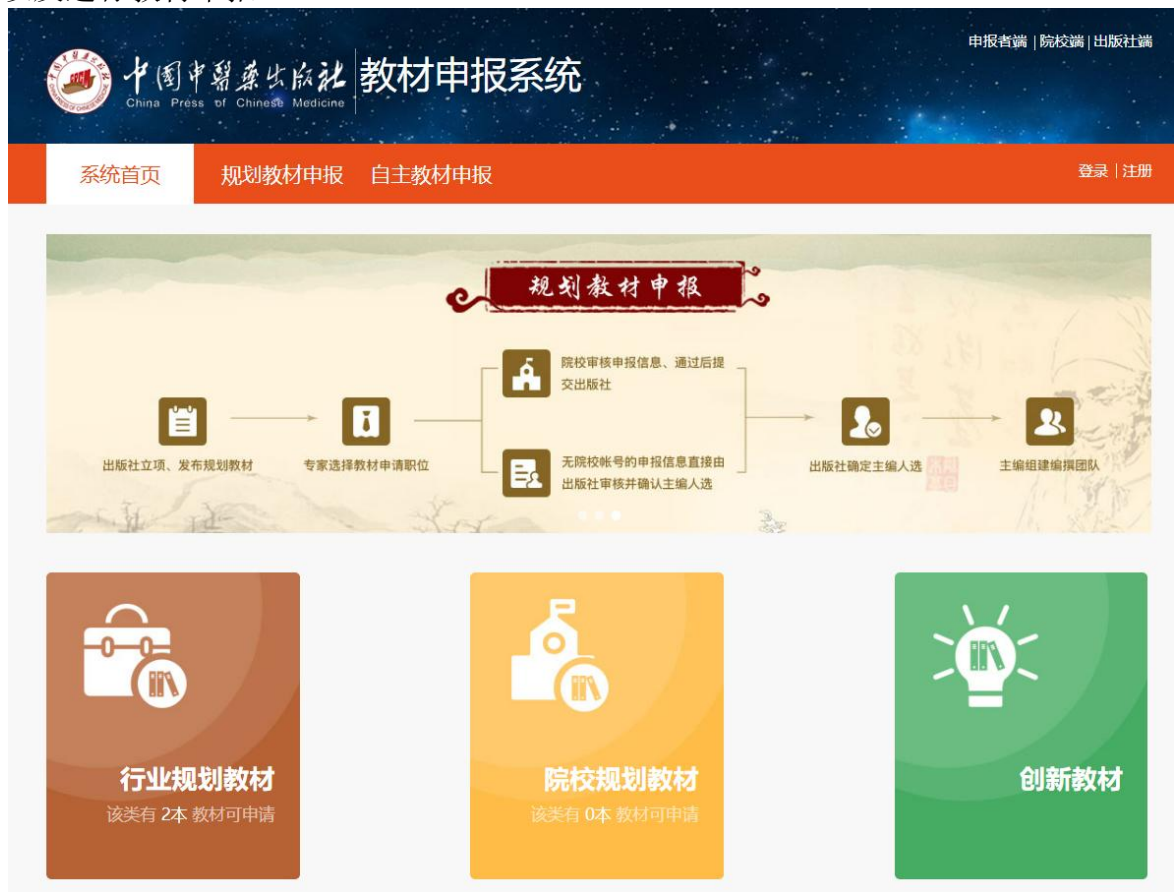 申报者端 | 院校端 | 出版社端
中國中醫藥出版社 教材申报系统
China Press of Chinese Medicine
系统首页 规划教材申报 自主教材申报 登录 | 注册
规划教材申报
院校审核申报信息、通过后提
交出版社
出版社立项、发布规划教材 专家选择教材申请职位
无院校帐号的申报信息直接由
出版社审核并确认主编人选
出版社确定主编人选 主编组建编撰团队
行业规划教材 院校规划教材 创新教材
该类有 2本 教材可申请 该类有 0本 教材可申请